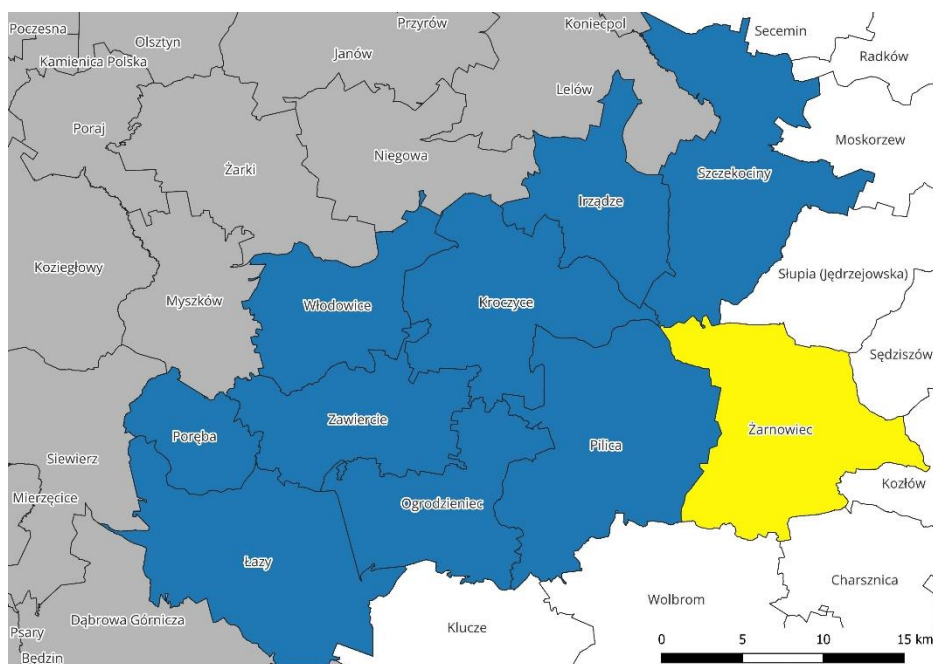 Poczesna
Olsztyn
Przyrów
Koniecpol
Secemin
Kamienica Polska
Janów
Radków
Lelów
Poraj
Moskorzew
Niegowa
Żarki
Szczekociny
Irządze
Koziegłowy
Słupia (Jędrzejowska)
Myszków
Włodowice
Kroczyce
Sędziszów
Zawiercie
Żarnowiec
Poręba
Pilica
Siewierz
Kozłów
Mierzęcice
Ogrodzieniec
Łazy
Charsznica
Wolbrom
Dąbrowa Górnicza
Klucze
Psary
Będzin
0 5 10 15 km